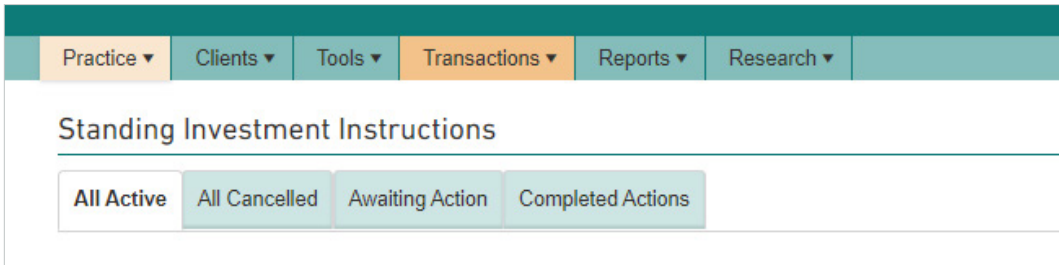 Practice ▾ Clients ▾ Tools ▾ Transactions ▾ Reports ▾ Research ▾
Standing Investment Instructions
All Active All Cancelled Awaiting Action Completed Actions